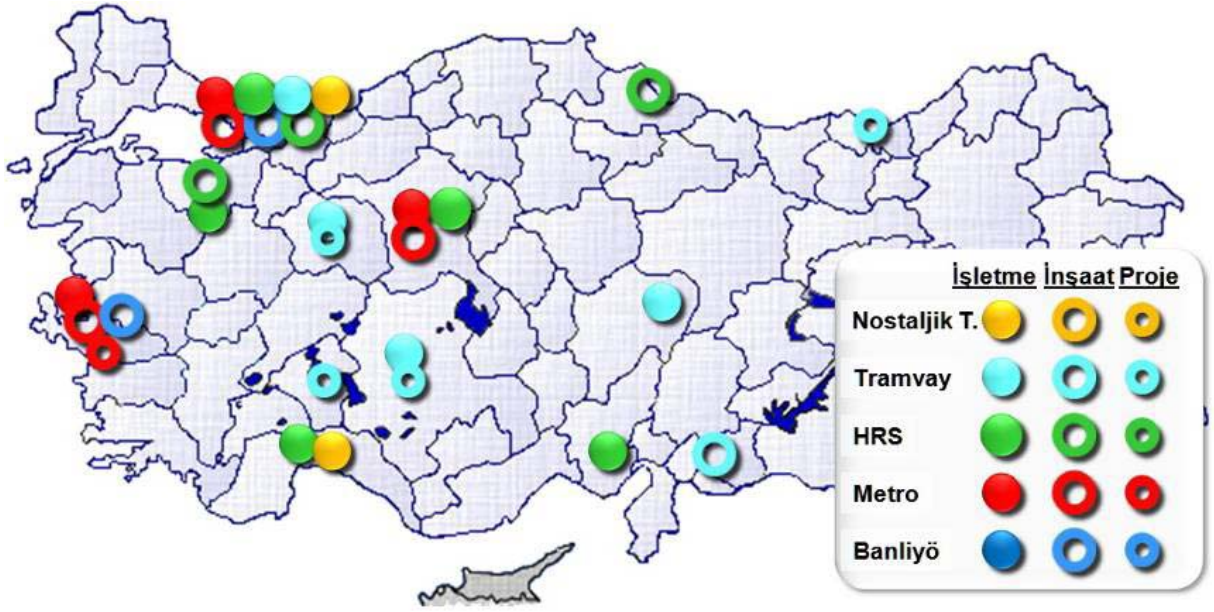 İşletme İnşaat Proje
Nostaljik T.
Tramvay
HRS
Metro
Banliyö